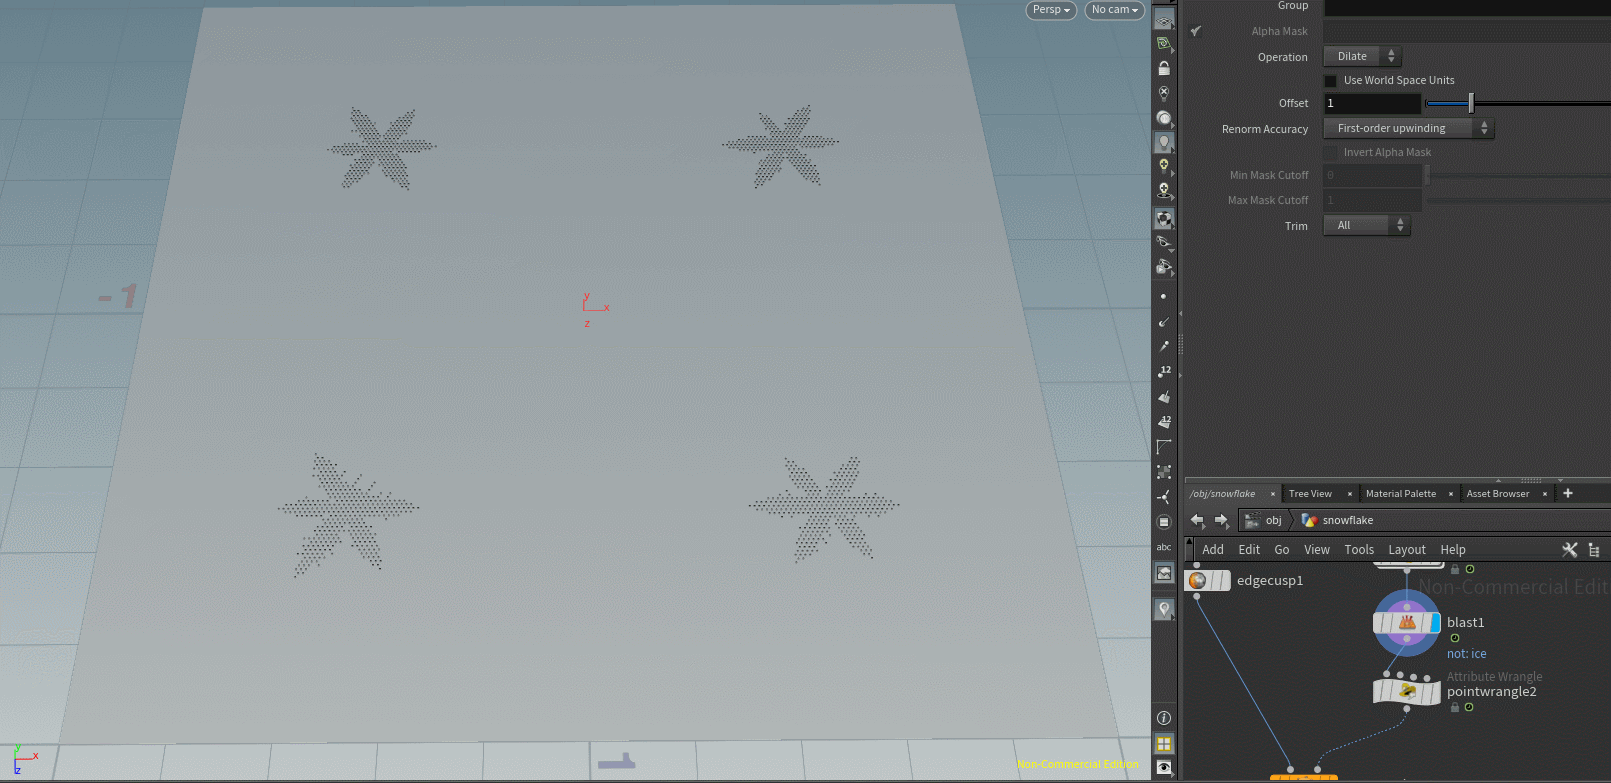 Persp
No cam
-1
y
x
z
1
y
x
z
Non-Commercial Edition
12
12
abc
Group
Alpha Mask
Operation
Dilate
Use World Space Units
Offset
1
Renorm Accuracy
First-order upwinding
Invert Alpha Mask
Min Mask Cutoff
0
Max Mask Cutoff
1
Trim
All
/obj/snowflake
Tree View
Material Palette
Asset Browser
obj
snowflake
Add Edit Go View Tools Layout Help
Non-Commercial Edit
edgecusp1
blast1
not: ice
Attribute Wrangle
pointwrangle2